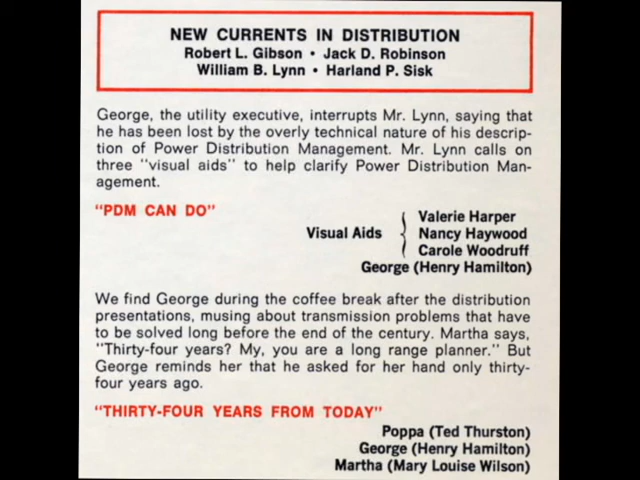 NEW CURRENTS IN DISTRIBUTION
Robert L. Gibson • Jack D. Robinson
William B. Lynn • Harland P. Sisk
George, the utility executive, interrupts Mr. Lynn, saying that
he has been lost by the overly technical nature of his descrip-
tion of Power Distribution Management. Mr. Lynn calls on
three "visual aids" to help clarify Power Distribution Man-
agement.
"PDM CAN DO"
Visual Aids { Valerie Harper
Nancy Haywood
Carole Woodruff
George (Henry Hamilton)
We find George during the coffee break after the distribution
presentations, musing about transmission problems that have
to be solved long before the end of the century. Martha says,
"Thirty-four years? My, you are a long range planner." But
George reminds her that he asked for her hand only thirty-
four years ago.
"THIRTY-FOUR YEARS FROM TODAY"
Poppa (Ted Thurston)
George (Henry Hamilton)
Martha (Mary Louise Wilson)